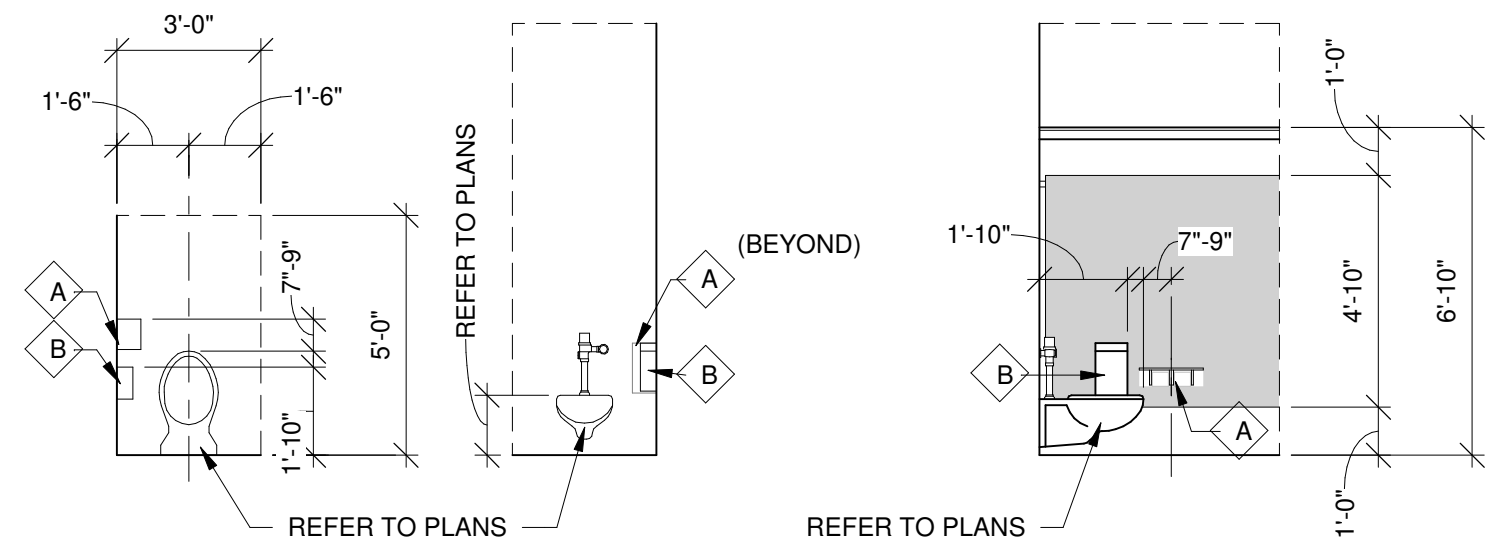 3'-0"
1'-6"
1'-6"
A
B
7"-9"
1'-10"
5'-0"
REFER TO PLANS
REFER TO PLANS
(BEYOND)
A
B
1'-10"
7"-9"
B
A
REFER TO PLANS
1'-0"
4'-10"
6'-10"
1'-0"